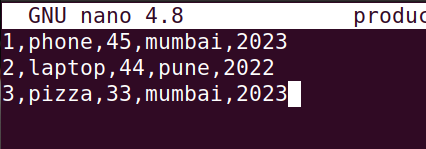 GNU nano 4.8 produc
1,phone,45,mumbai,2023
2,laptop,44,pune,2022
3,pizza,33,mumbai,2023